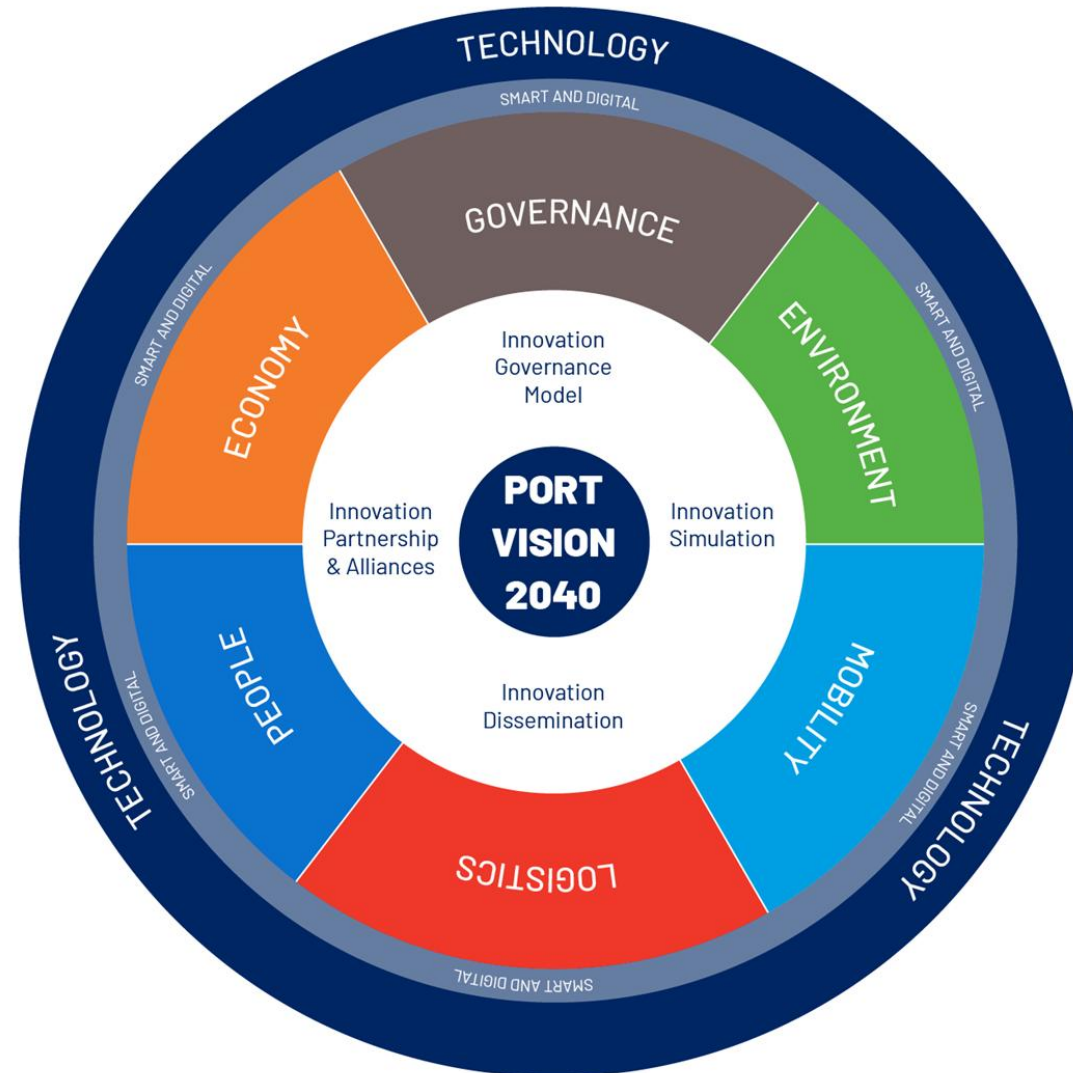 TECHNOLOGY
SMART AND DIGITAL
GOVERNANCE
SMART AND DIGITAL
ECONOMY
SMART AND DIGITAL
ENVIRONMENT
Innovation
Governance
Model
Innovation
Partnership
& Alliances
PORT
VISION
2040
Innovation
Simulation
Innovation
Dissemination
PEOPLE
SMART AND DIGITAL
TECHNOLOGY
MOBILITY
SMART AND DIGITAL
TECHNOLOGY
LOGISTICS
SMART AND DIGITAL